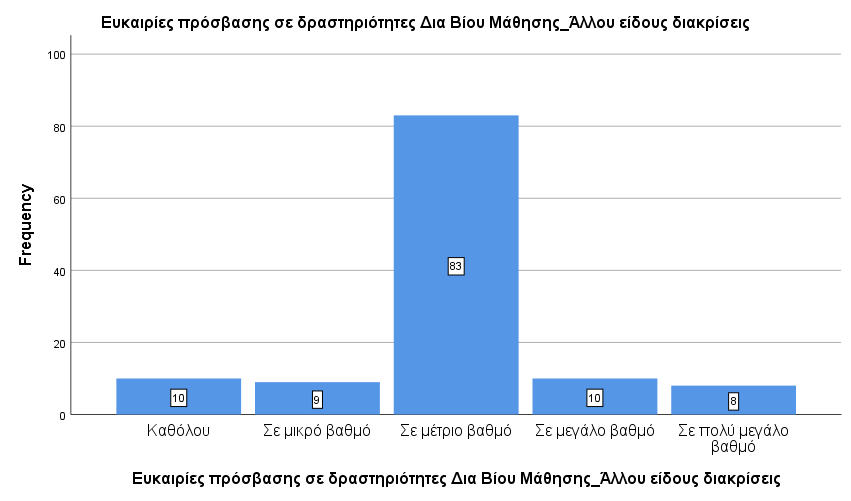 Ευκαιρίες πρόσβασης σε δραστηριότητες Δια Βίου Μάθησης_Άλλου είδους διακρίσεις
100
80
60
40
20
0
Frequency
10
9
83
10
8
Καθόλου
Σε μικρό βαθμό
Σε μέτριο βαθμό
Σε μεγάλο βαθμό
Σε πολύ μεγάλο
βαθμό
Ευκαιρίες πρόσβασης σε δραστηριότητες Δια Βίου Μάθησης_Άλλου είδους διακρίσεις